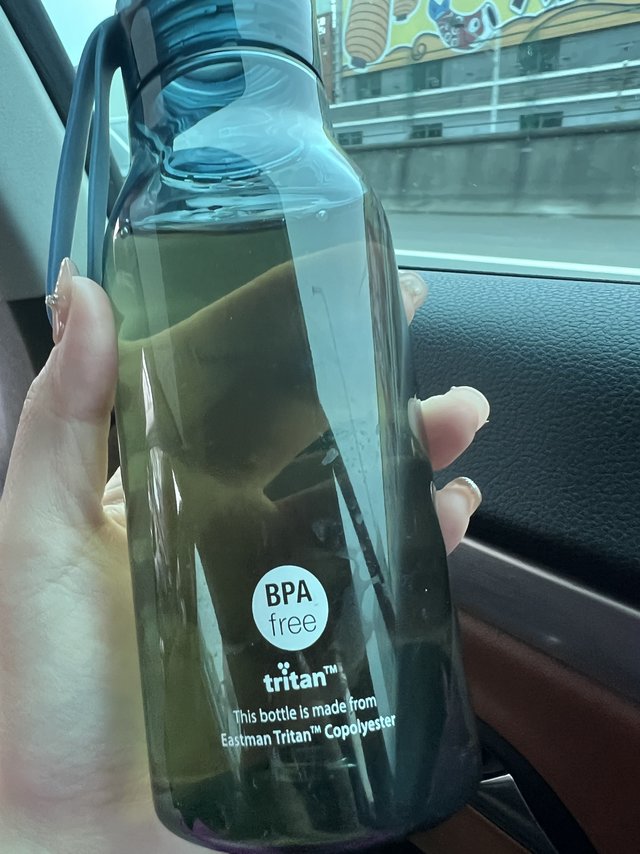 BPA
free
tritan™
This bottle is made from
Eastman Tritan™ Copolyester